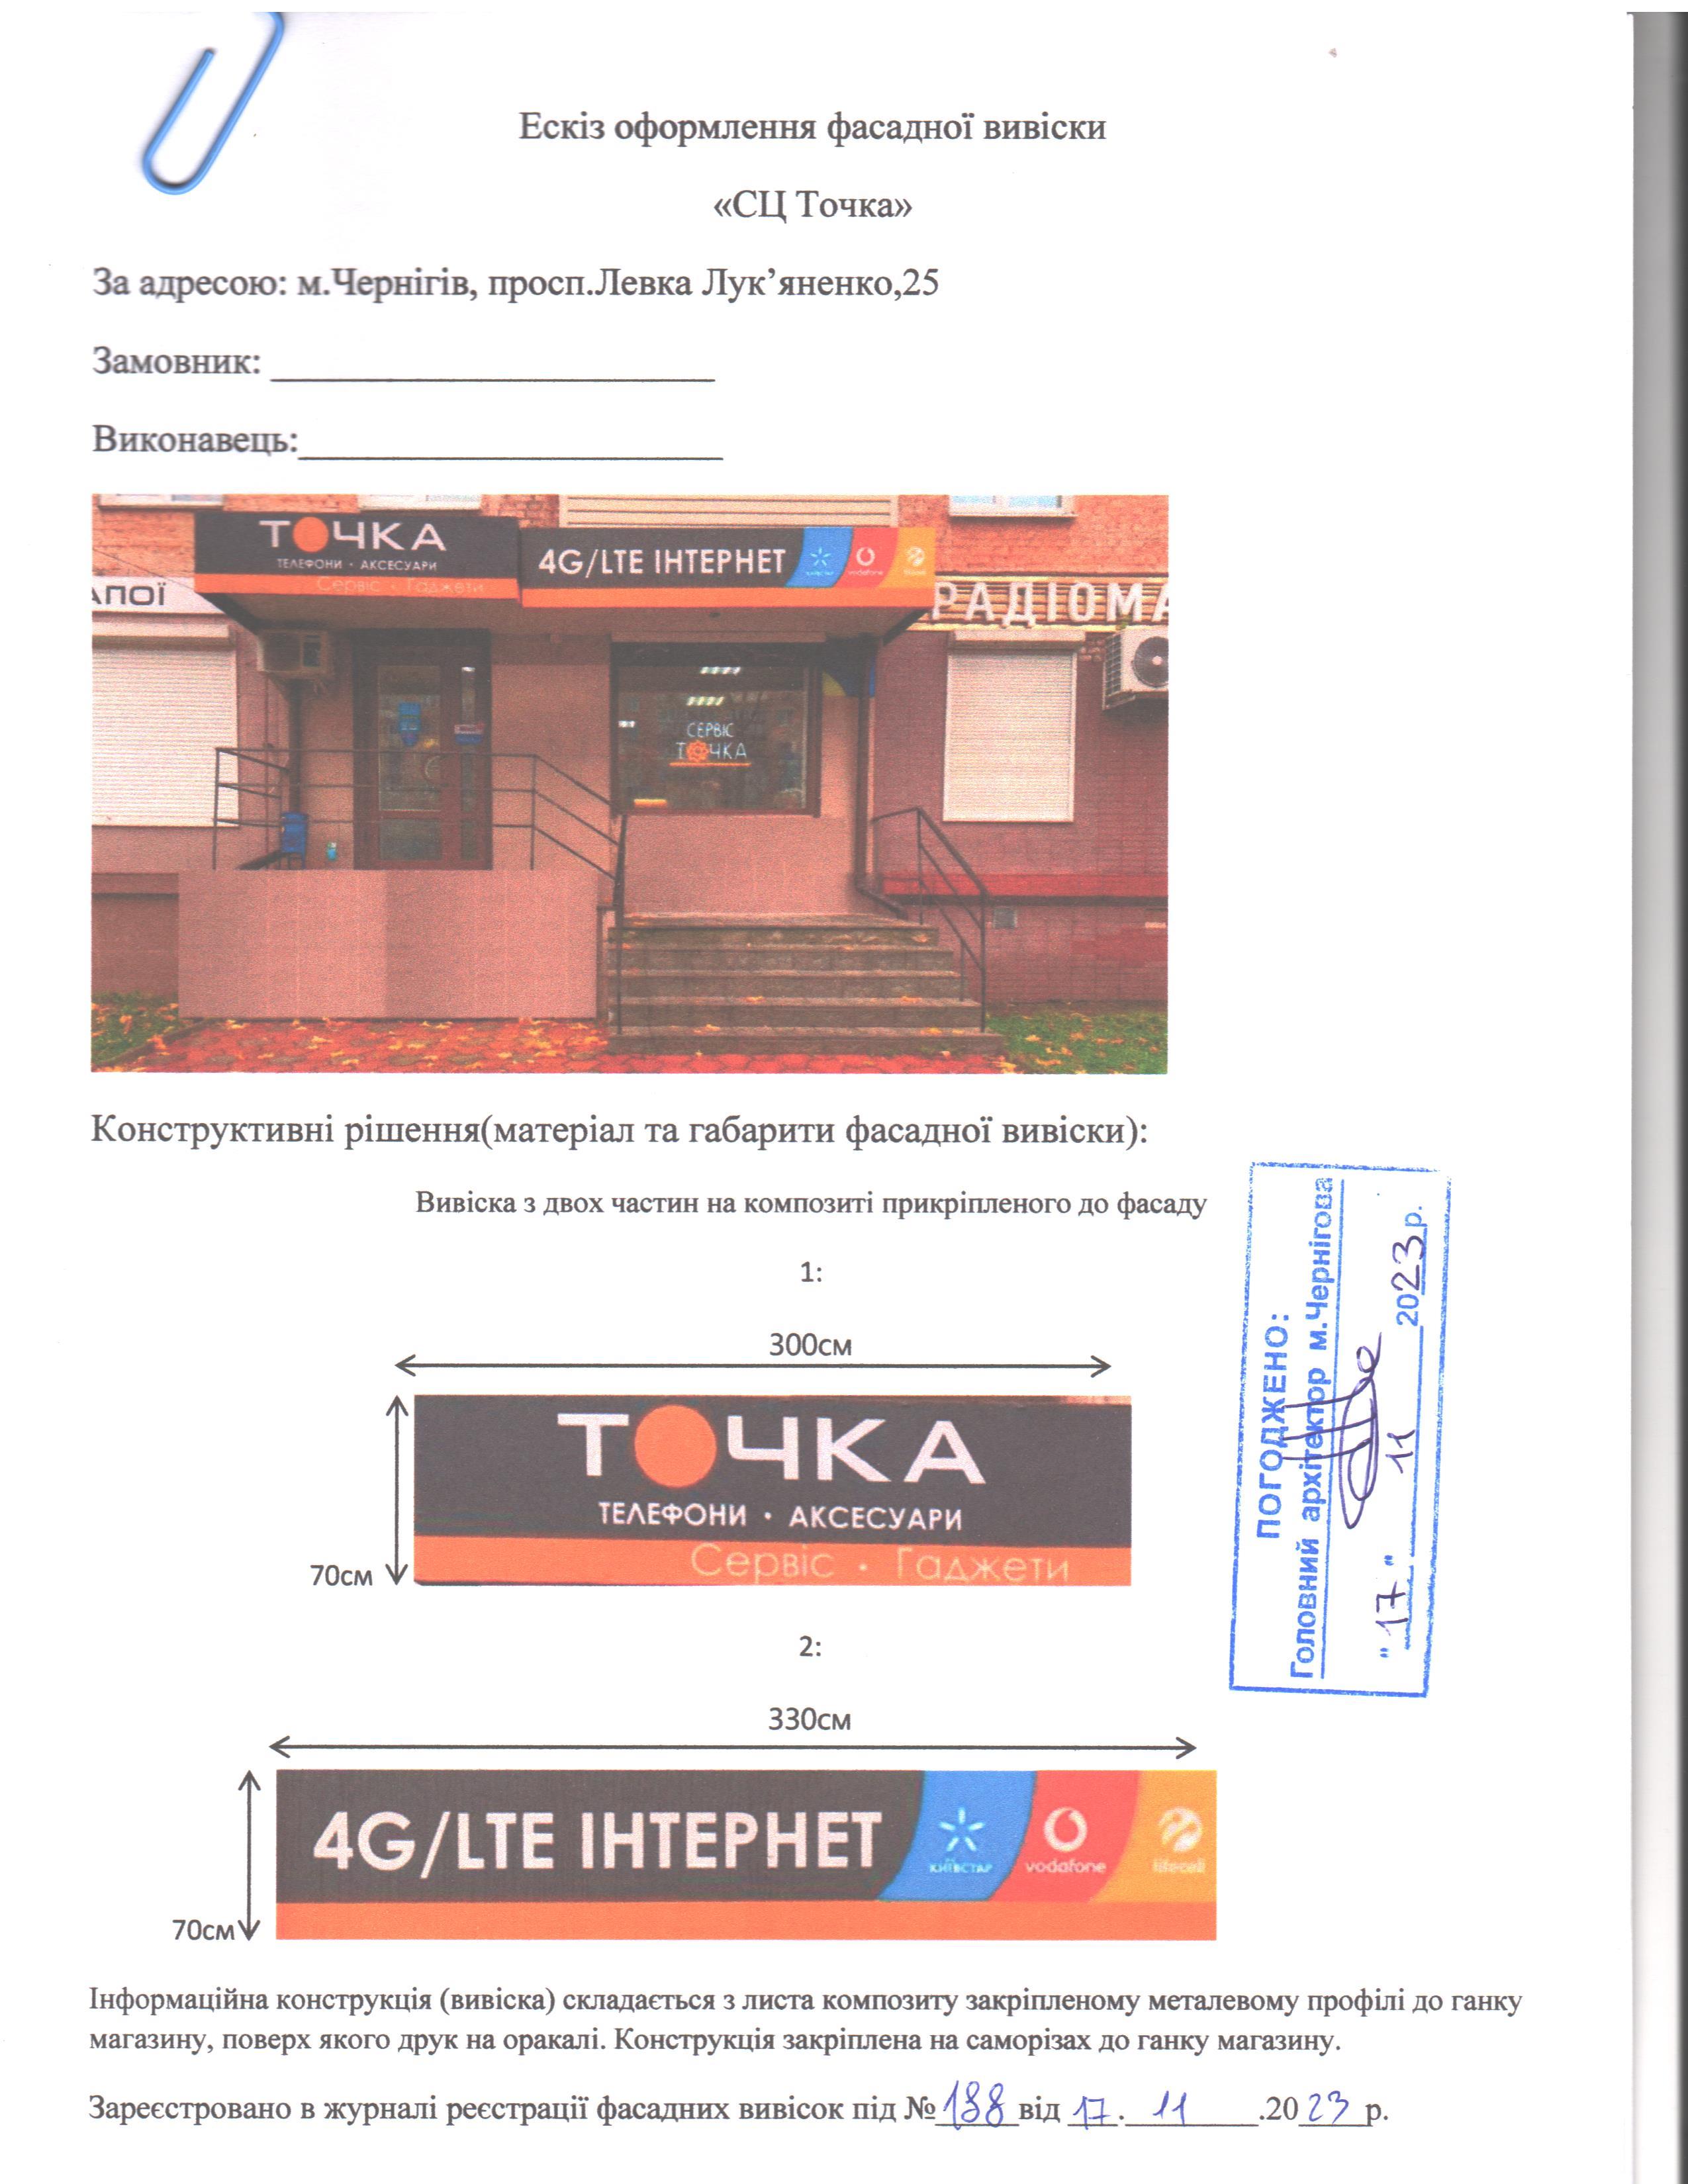 Ескіз оформлення фасадної вивіски
«СЦ Точка»
За адресою: м.Чернігів, просп.Левка Лук’яненко,25
Замовник:
Виконавець:
ТОЧКА
ТЕЛЕФОНИ • АКСЕСУАРИ
Сервіс • Гаджети
4G/LTE ІНТЕРНЕТ
КИЇВСТАР
vodafone
lifecell
АПОЇ
РАДІОМА
СЕРВІС
ТОЧКА
Конструктивні рішення(матеріал та габарити фасадної вивіски):
Вивіска з двох частин на композиті прикріпленого до фасаду
1:
300см
70см
ТОЧКА
ТЕЛЕФОНИ • АКСЕСУАРИ
Сервіс • Гаджети
2:
330см
70см
4G/LTE ІНТЕРНЕТ
КИЇВСТАР
vodafone
lifecell
ПОГОДЖЕНО:
Головний архітектор м.Чернігова
"17" 11 2023р.
Інформаційна конструкція (вивіска) складається з листа композиту закріпленому металевому профілі до ганку
магазину, поверх якого друк на оракалі. Конструкція закріплена на саморізах до ганку магазину.
Зареєстровано в журналі реєстрації фасадних вивісок під №188 від 17.11.2023р.